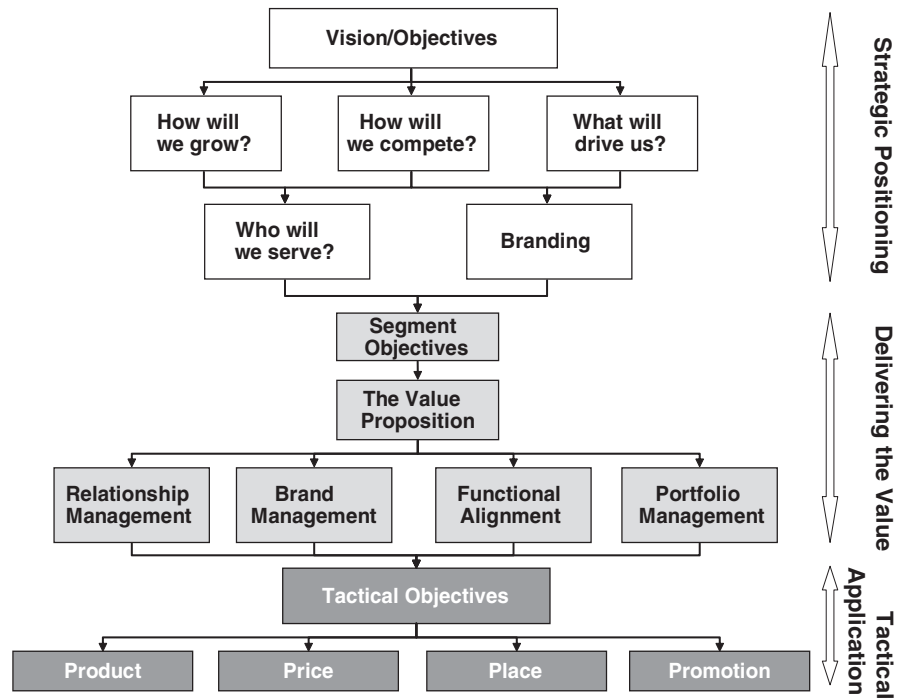 Vision/Objectives
How will
we grow?
How will
we compete?
What will
drive us?
Who will
we serve?
Branding
Strategic Positioning
Segment
Objectives
The Value
Proposition
Relationship
Management
Brand
Management
Functional
Alignment
Portfolio
Management
Delivering the Value
Tactical Objectives
Product
Price
Place
Promotion
Tactical
Application